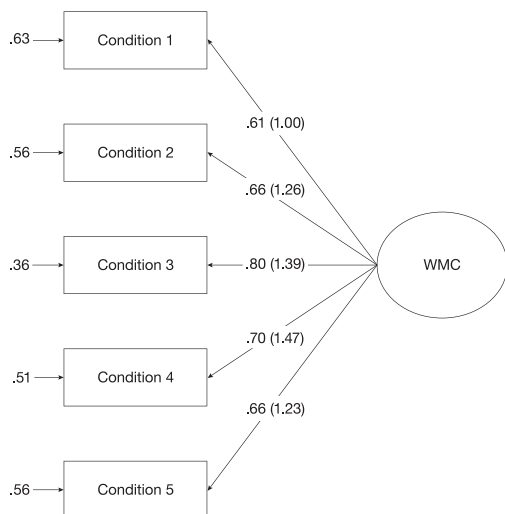 .63
Condition 1
.61 (1.00)
.56
Condition 2
.66 (1.26)
.36
Condition 3
.80 (1.39)
WMC
.70 (1.47)
.51
Condition 4
.66 (1.23)
.56
Condition 5